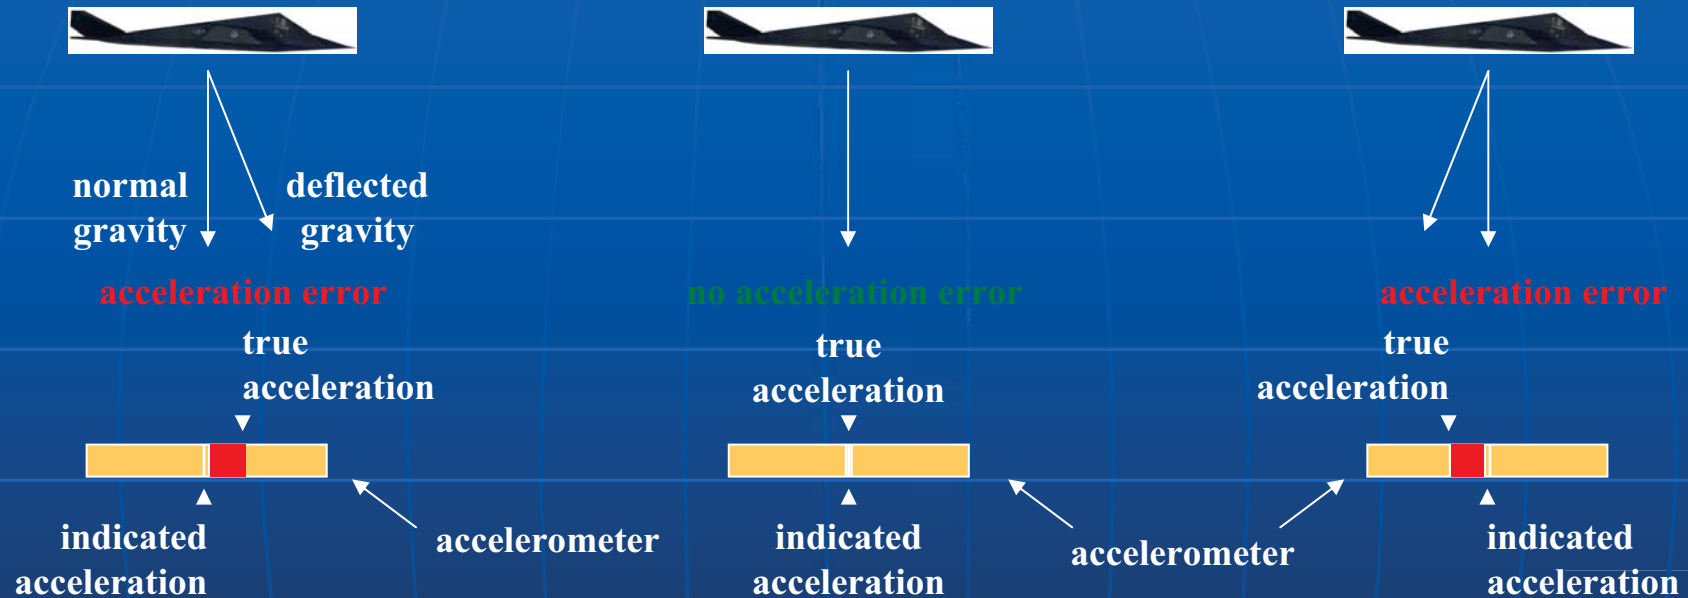 normal
gravity
deflected
gravity
acceleration error
true
acceleration
indicated
acceleration
accelerometer
no acceleration error
true
acceleration
indicated
acceleration
accelerometer
acceleration error
true
acceleration
indicated
acceleration